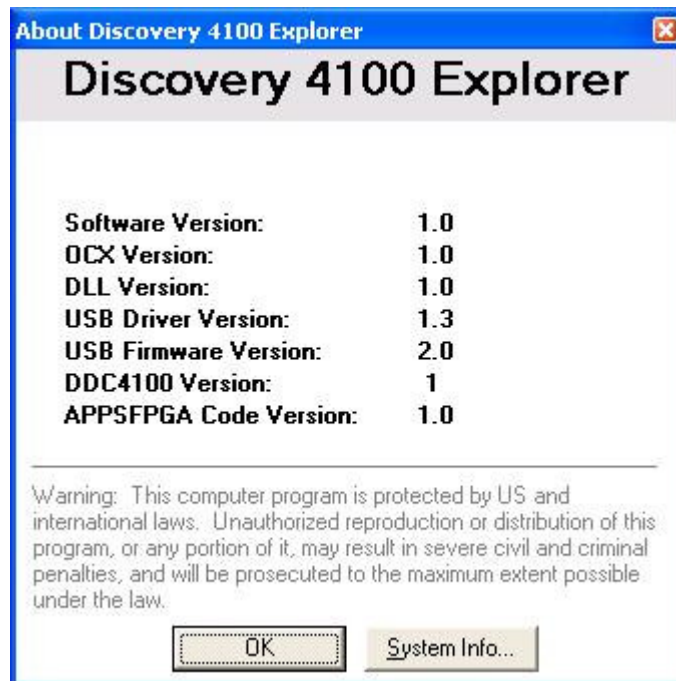 About Discovery 4100 Explorer
Discovery 4100 Explorer
Software Version: 1.0
OCX Version: 1.0
DLL Version: 1.0
USB Driver Version: 1.3
USB Firmware Version: 2.0
DDC4100 Version: 1
APPSFPGA Code Version: 1.0
Warning: This computer program is protected by US and
international laws. Unauthorized reproduction or distribution of this
program, or any portion of it, may result in severe civil and criminal
penalties, and will be prosecuted to the maximum extent possible
under the law.
OK System Info...